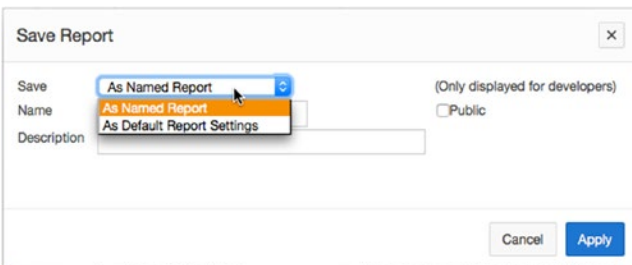 Save Report
Save As Named Report (Only displayed for developers)
Name As Named Report Public
As Default Report Settings
Description
Cancel Apply